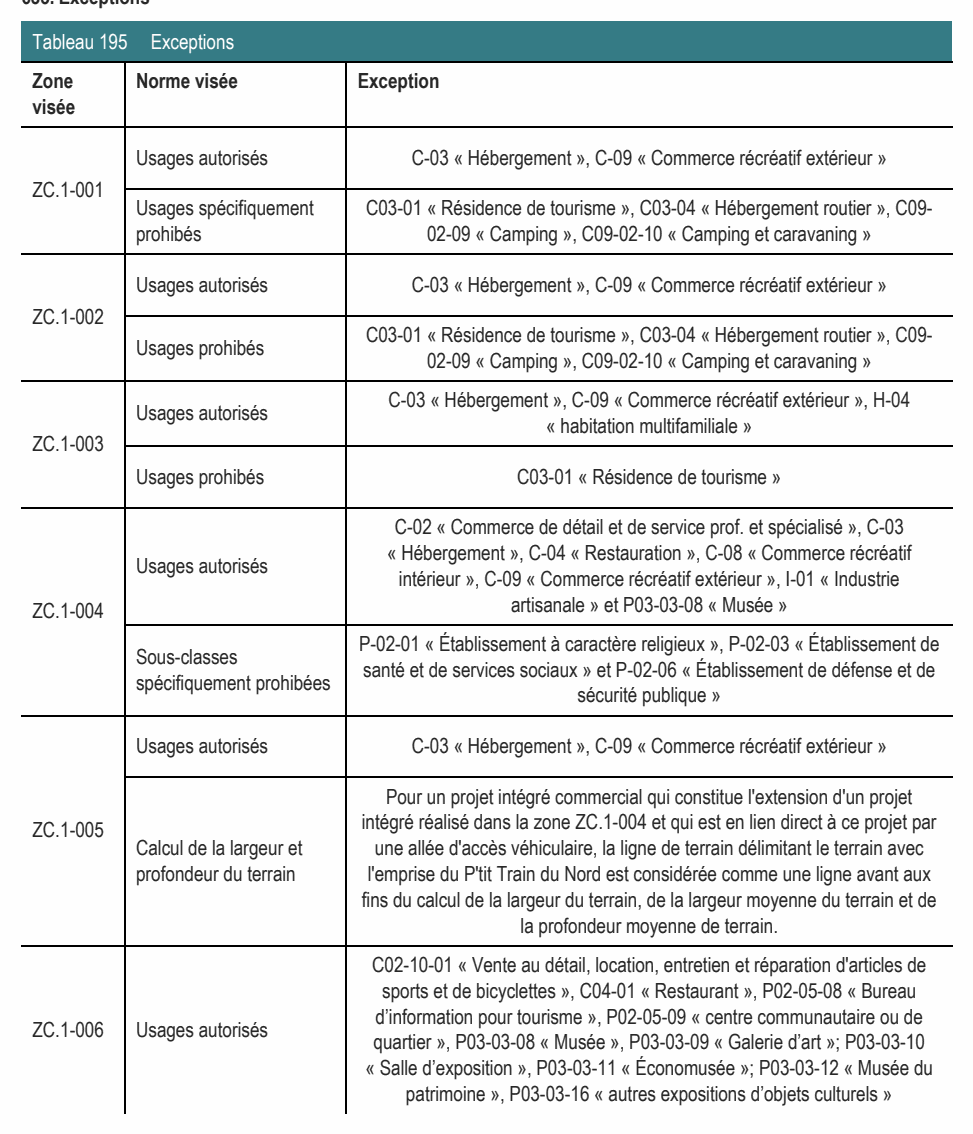 Tableau 195 Exceptions
Zone
visée
Norme visée
Exception
ZC.1-001
Usages autorisés
C-03 « Hébergement », C-09 « Commerce récréatif extérieur »
Usages spécifiquement
prohibés
C03-01 « Résidence de tourisme », C03-04 « Hébergement routier », C09-
02-09 « Camping », C09-02-10 « Camping et caravaning »
ZC.1-002
Usages autorisés
C-03 « Hébergement », C-09 « Commerce récréatif extérieur »
Usages prohibés
C03-01 « Résidence de tourisme », C03-04 « Hébergement routier », C09-
02-09 « Camping », C09-02-10 « Camping et caravaning »
ZC.1-003
Usages autorisés
C-03 « Hébergement », C-09 « Commerce récréatif extérieur », H-04
« habitation multifamiliale »
Usages prohibés
C03-01 « Résidence de tourisme »
ZC.1-004
Usages autorisés
C-02 « Commerce de détail et de service prof. et spécialisé », C-03
« Hébergement », C-04 « Restauration », C-08 « Commerce récréatif
intérieur », C-09 « Commerce récréatif extérieur », I-01 « Industrie
artisanale » et P03-03-08 « Musée »
Sous-classes
spécifiquement prohibées
P-02-01 « Établissement à caractère religieux », P-02-03 « Établissement de
santé et de services sociaux » et P-02-06 « Établissement de défense et de
sécurité publique »
ZC.1-005
Usages autorisés
C-03 « Hébergement », C-09 « Commerce récréatif extérieur »
Calcul de la largeur et
profondeur du terrain
Pour un projet intégré commercial qui constitue l'extension d'un projet
intégré réalisé dans la zone ZC.1-004 et qui est en lien direct à ce projet par
une allée d'accès véhiculaire, la ligne de terrain délimitant le terrain avec
l'emprise du P'tit Train du Nord est considérée comme une ligne avant aux
fins du calcul de la largeur du terrain, de la largeur moyenne du terrain et de
la profondeur moyenne de terrain.
ZC.1-006
Usages autorisés
C02-10-01 « Vente au détail, location, entretien et réparation d'articles de
sports et de bicyclettes », C04-01 « Restaurant », P02-05-08 « Bureau
d’information pour tourisme », P02-05-09 « centre communautaire ou de
quartier », P03-03-08 « Musée », P03-03-09 « Galerie d’art »; P03-03-10
« Salle d’exposition », P03-03-11 « Économusée »; P03-03-12 « Musée du
patrimoine », P03-03-16 « autres expositions d’objets culturels »